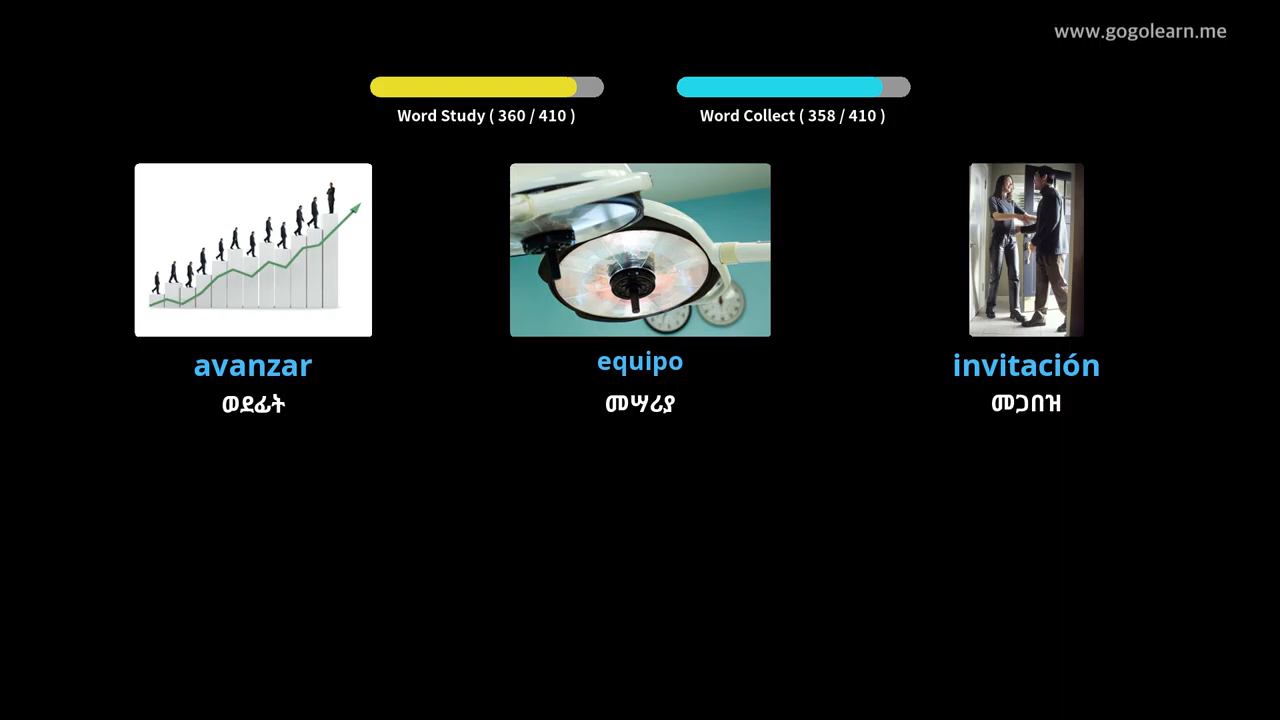 www.gogolearn.me
Word Study ( 360 / 410 )
Word Collect ( 358 / 410 )
avanzar
equipo
invitación
ወደፊት
መሣሪያ
መጋበዝ